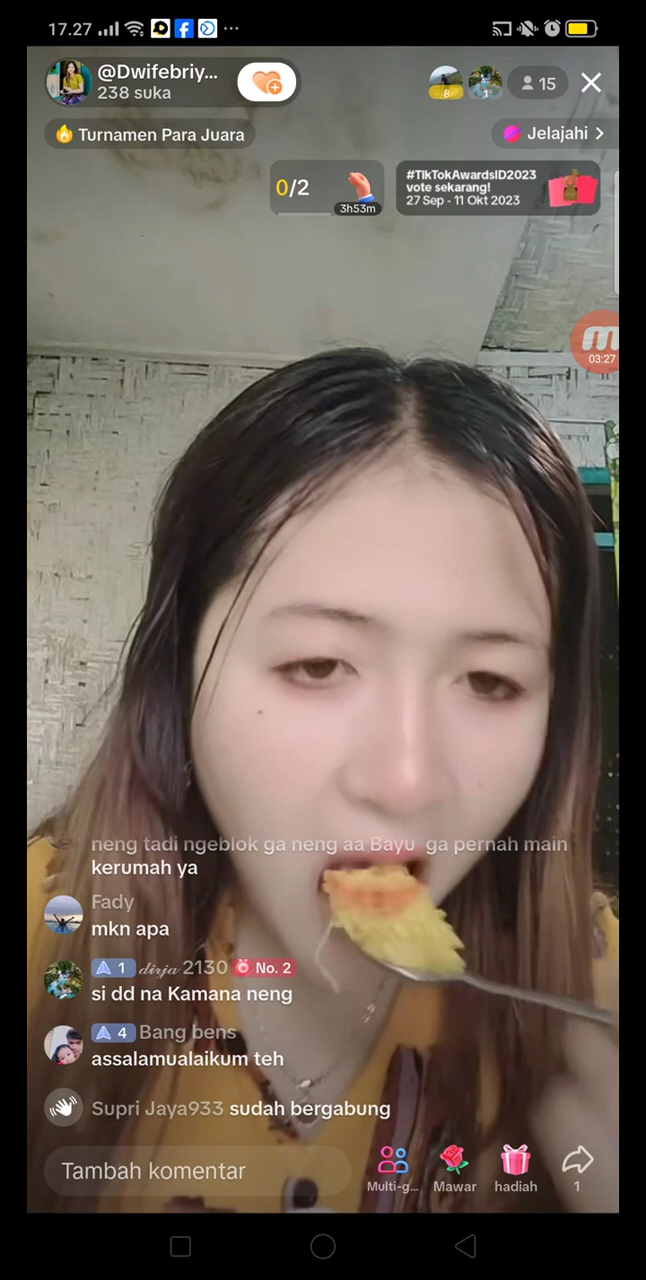 17.27
@Dwifebriy...
238 suka
8
1
15
Turnamen Para Juara
Jelajahi >
0/2
3h53m
#TikTokAwardsID2023
vote sekarang!
27 Sep - 11 Okt 2023
03:27
neng tadi ngeblok ga neng aa Bayu ga pernah main
kerumah ya
Fady
mkn apa
1 dirja 2130 No. 2
si dd na Kamana neng
4 Bang bens
assalamualaikum teh
Supri Jaya933 sudah bergabung
Tambah komentar
Multi-g...
Mawar
hadiah
1